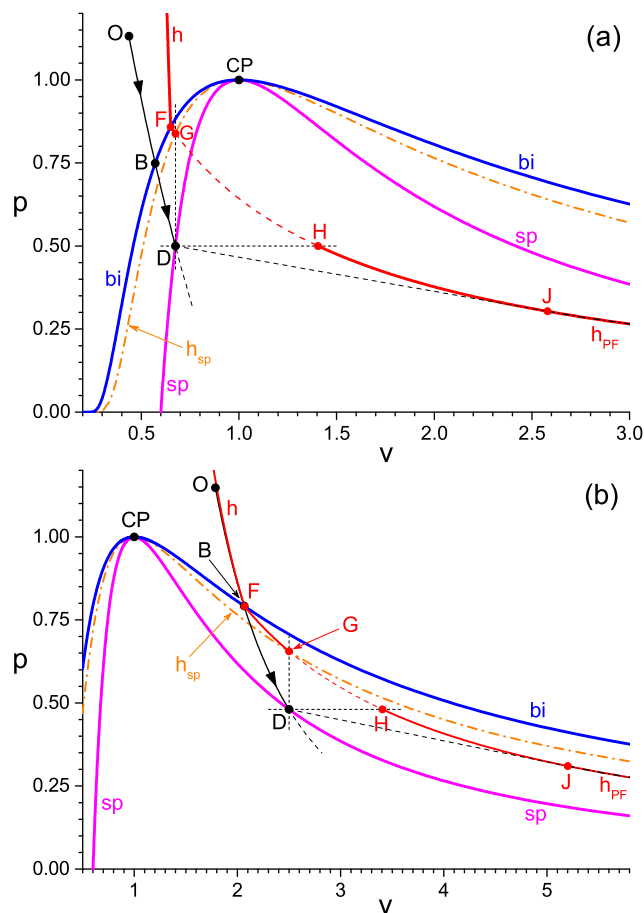 (a)
O
h
CP
1.00
F
G
bi
0.75
B
p
sp
H
0.50
D
bi
J
0.25
h_PF
h_sp
sp
0.00
0.5 1.0 1.5 2.0 2.5 3.0
v
(b)
O
h
CP
1.00
B
F
0.75
G
h_sp
p
0.50
D
H
bi
J
h_PF
0.25
sp
sp
0.00
1 2 3 4 5
v